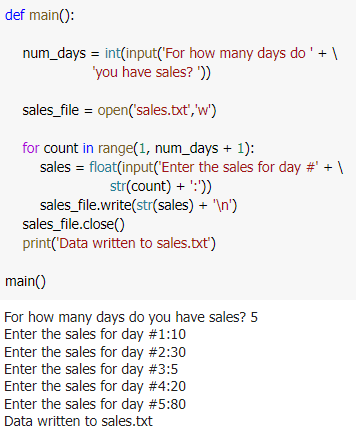 def main():
num_days = int(input('For how many days do ' + \
'you have sales? '))
sales_file = open('sales.txt','w')
for count in range(1, num_days + 1):
sales = float(input('Enter the sales for day #' + \
str(count) + ':'))
sales_file.write(str(sales) + '\n')
sales_file.close()
print('Data written to sales.txt')
main()
For how many days do you have sales? 5
Enter the sales for day #1:10
Enter the sales for day #2:30
Enter the sales for day #3:5
Enter the sales for day #4:20
Enter the sales for day #5:80
Data written to sales.txt